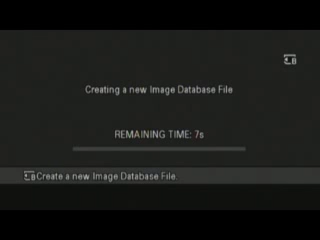 B
Creating a new Image Database File
REMAINING TIME: 7s
B Create a new Image Database File.